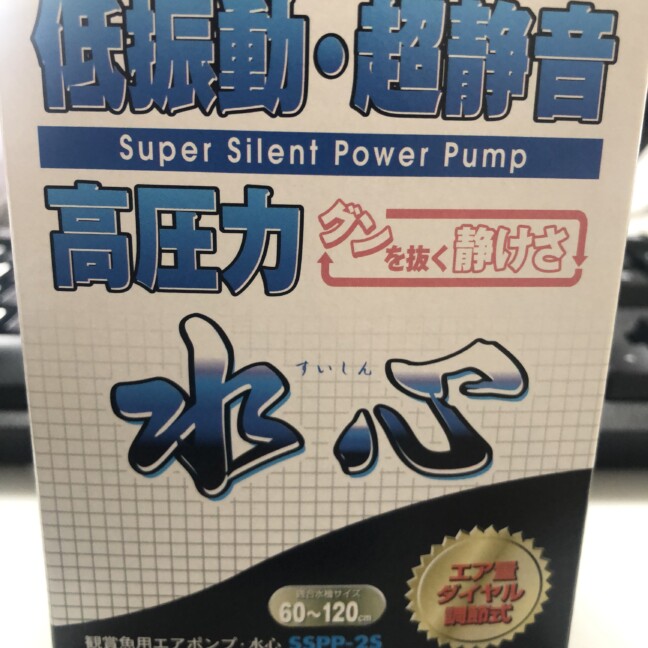 低振動・超静音
Super Silent Power Pump
高圧力
グンを抜く静けさ
すいしん
水心
適合水槽サイズ
60～120cm
エア量
ダイヤル
調節式
観賞魚用エアポンプ・水心 SSPP-2S